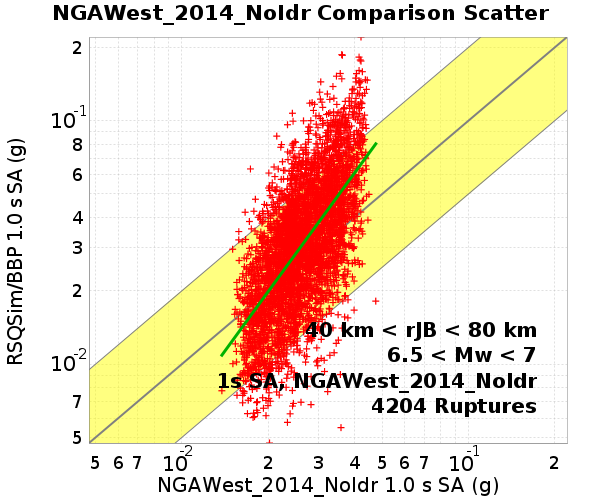 NGAWest_2014_NoIdr Comparison Scatter
RSQSim/BBP 1.0 s SA (g)
2
10^-1
8
6
4
3
2
10^-2
7
5
40 km < rJB < 80 km
6.5 < Mw < 7
1s SA, NGAWest_2014_NoIdr
4204 Ruptures
5 6 7 10^-2 2 3 4 5 6 7 10^-1 2
NGAWest_2014_NoIdr 1.0 s SA (g)